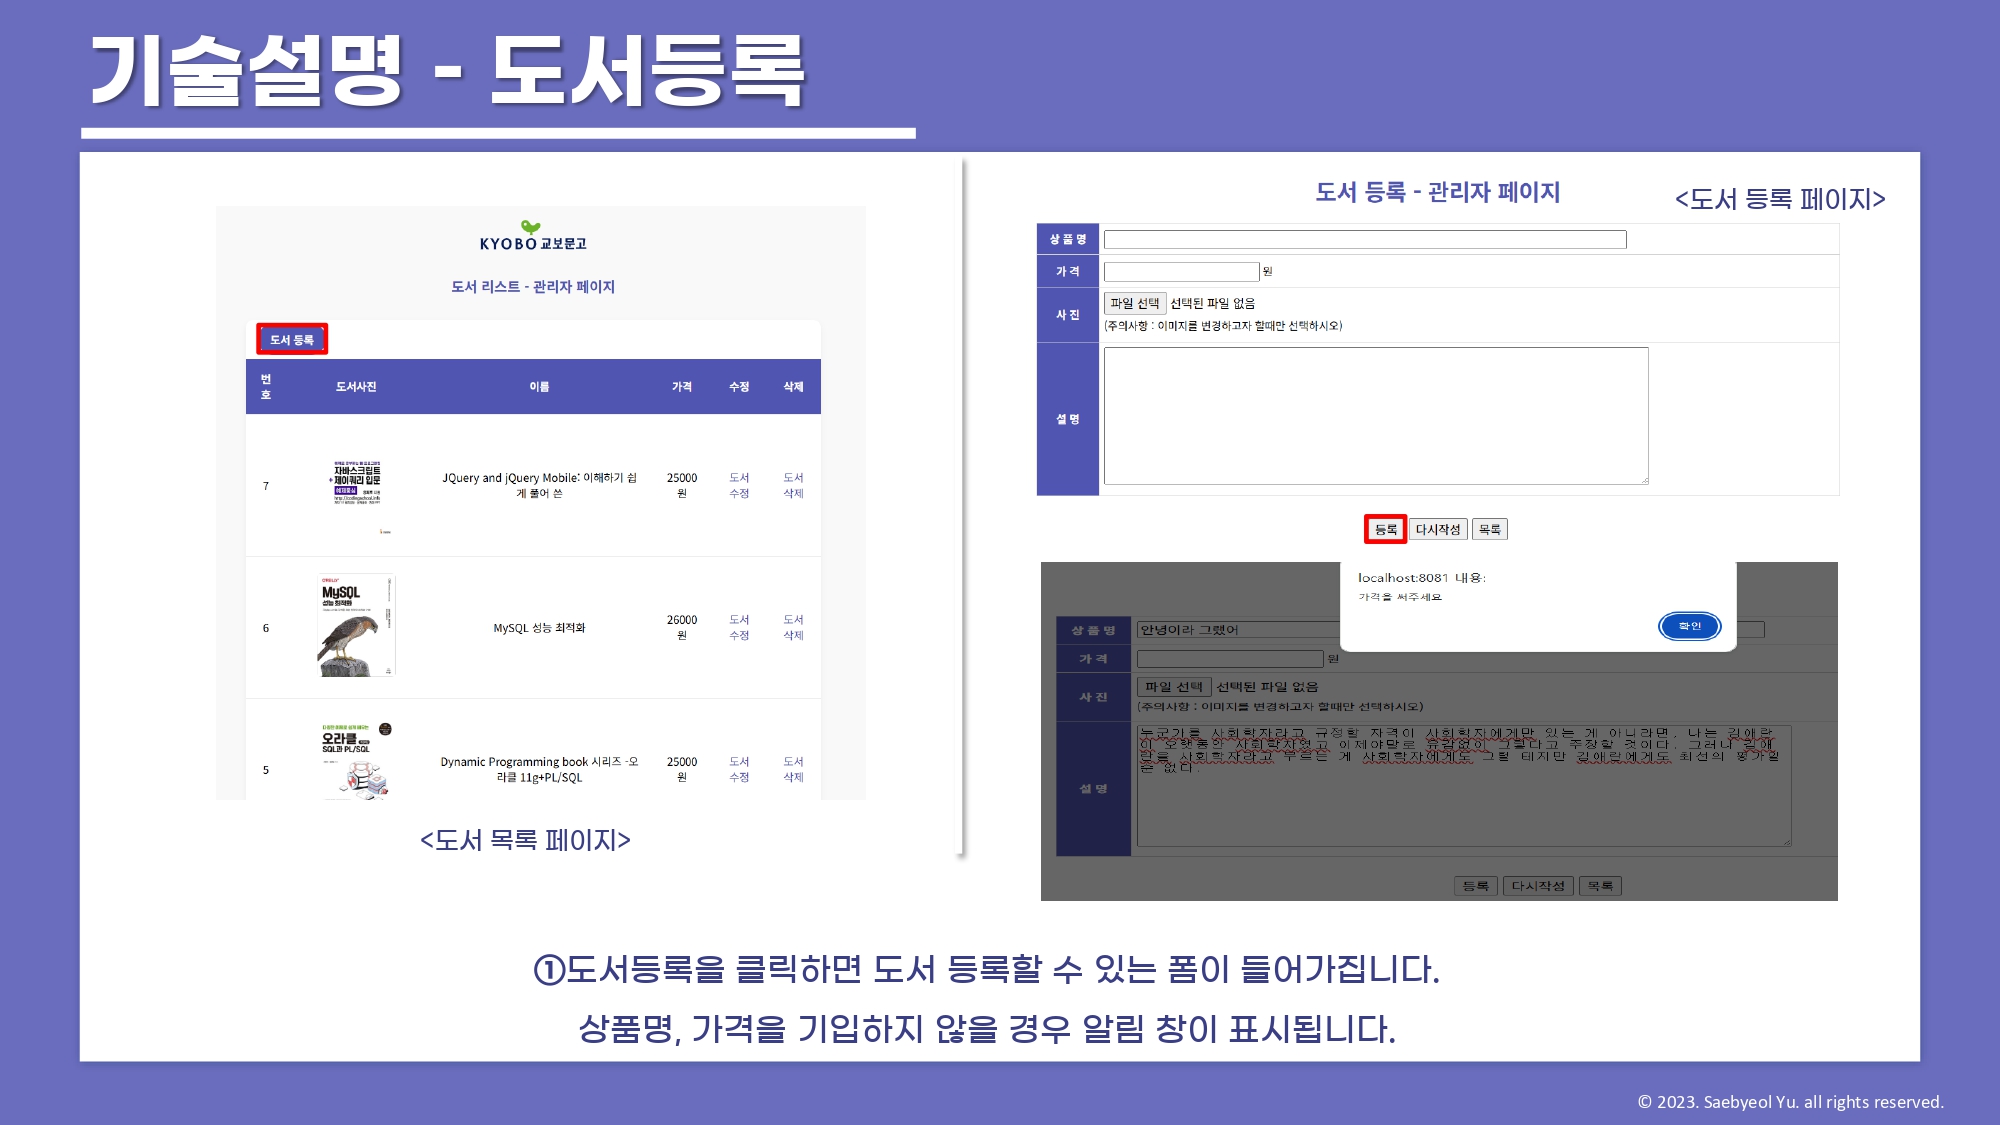 기술설명 - 도서등록
KYOBO 교보문고
도서 리스트 - 관리자 페이지
도서 등록
번호 도서사진 이름 가격 수정 삭제
7
자바스크립트
+ 제이쿼리 입문
JQuery and jQuery Mobile: 이해하기 쉽
게 풀어 쓴
25000
원
도서
수정
도서
삭제
6
O'REILLY
MySQL
성능 최적화
MySQL 성능 최적화
26000
원
도서
수정
도서
삭제
5
오라클
SQL과 PL/SQL
Dynamic Programming book 시리즈 -오
라클 11g+PL/SQL
25000
원
도서
수정
도서
삭제
<도서 목록 페이지>
도서 등록 - 관리자 페이지
<도서 등록 페이지>
상 품 명
가 격 원
사 진 파일 선택 선택된 파일 없음
(주의사항 : 이미지를 변경하고자 할때만 선택하시오)
설 명
등록 다시작성 목록
localhost:8081 내용:
가격을 써주세요
확인
상 품 명 안녕이라 그랬어
가 격 원
사 진 파일 선택 선택된 파일 없음
(주의사항 : 이미지를 변경하고자 할때만 선택하시오)
설 명
누군가를 사회학자라고 규정할 자격이 사회학자에게만 있는 게 아니라면, 나는 김애란
이 오랫동안 사회학자였고 이제야말로 유감없이 그렇다고 주장할 것이다. 그러나 김애
란을 사회학자라고 부르는 게 사회학자에게도 그럴 테지만 김애란에게도 최선의 평가일
순 없다.
등록 다시작성 목록
①도서등록을 클릭하면 도서 등록할 수 있는 폼이 들어가집니다.
상품명, 가격을 기입하지 않을 경우 알림 창이 표시됩니다.
© 2023. Saebyeol Yu. all rights reserved.